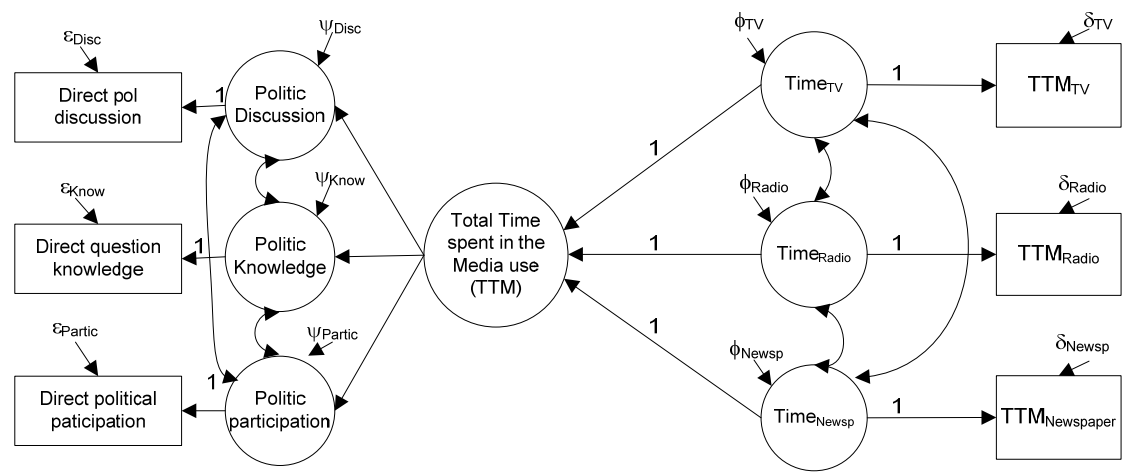 εDisc
Direct pol
discussion
1
ψDisc
Politic
Discussion
εKnow
Direct question
knowledge
1
ψKnow
Politic
Knowledge
εPartic
Direct political
paticipation
1
ψPartic
Politic
participation
Total Time
spent in the
Media use
(TTM)
1
1
1
ϕTV
TimeTV
1
δTV
TTMTV
ϕRadio
TimeRadio
1
δRadio
TTMRadio
ϕNewsp
TimeNewsp
1
δNewsp
TTMNewspaper